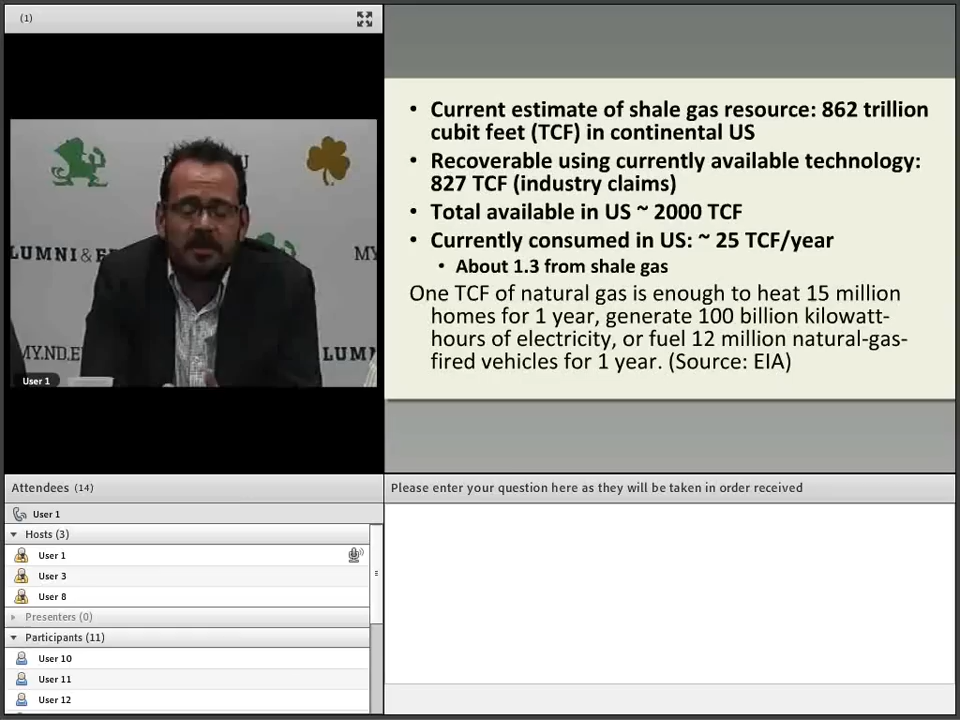 (1)
LUMNI&
MY
MY.ND.E
LUM
User 1
• Current estimate of shale gas resource: 862 trillion
cubit feet (TCF) in continental US
• Recoverable using currently available technology:
827 TCF (industry claims)
• Total available in US ~ 2000 TCF
• Currently consumed in US: ~ 25 TCF/year
• About 1.3 from shale gas
One TCF of natural gas is enough to heat 15 million
homes for 1 year, generate 100 billion kilowatt-
hours of electricity, or fuel 12 million natural-gas-
fired vehicles for 1 year. (Source: EIA)
Attendees (14)
User 1
Hosts (3)
User 1
User 3
User 8
Presenters (0)
Participants (11)
User 10
User 11
User 12
Please enter your question here as they will be taken in order received